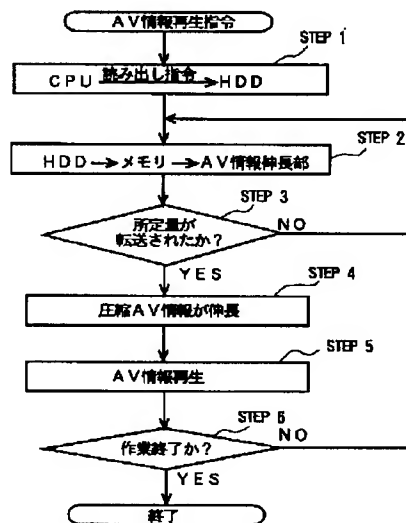 AV情報再生指令
STEP 1
読み出し指令
CPU → HDD
STEP 2
HDD→メモリ→AV情報伸長部
STEP 3
所定量が
転送されたか？
NO
YES
STEP 4
圧縮AV情報が伸長
STEP 5
AV情報再生
STEP 6
作業終了か？
NO
YES
終了